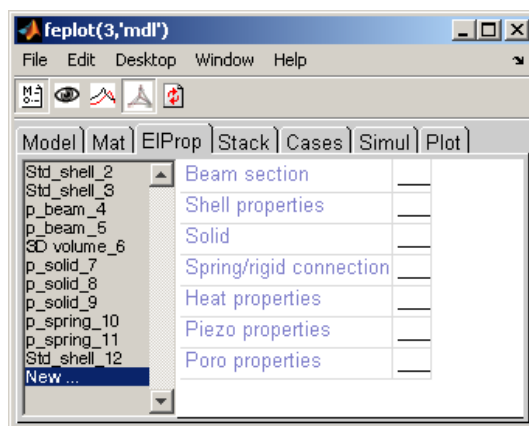 feplot(3,'mdl')
File Edit Desktop Window Help
Model Mat ElProp Stack Cases Simul Plot
Std_shell_2
Std_shell_3
p_beam_4
p_beam_5
3D volume_6
p_solid_7
p_solid_8
p_solid_9
p_spring_10
p_spring_11
Std_shell_12
New ...
Beam section
Shell properties
Solid
Spring/rigid connection
Heat properties
Piezo properties
Poro properties